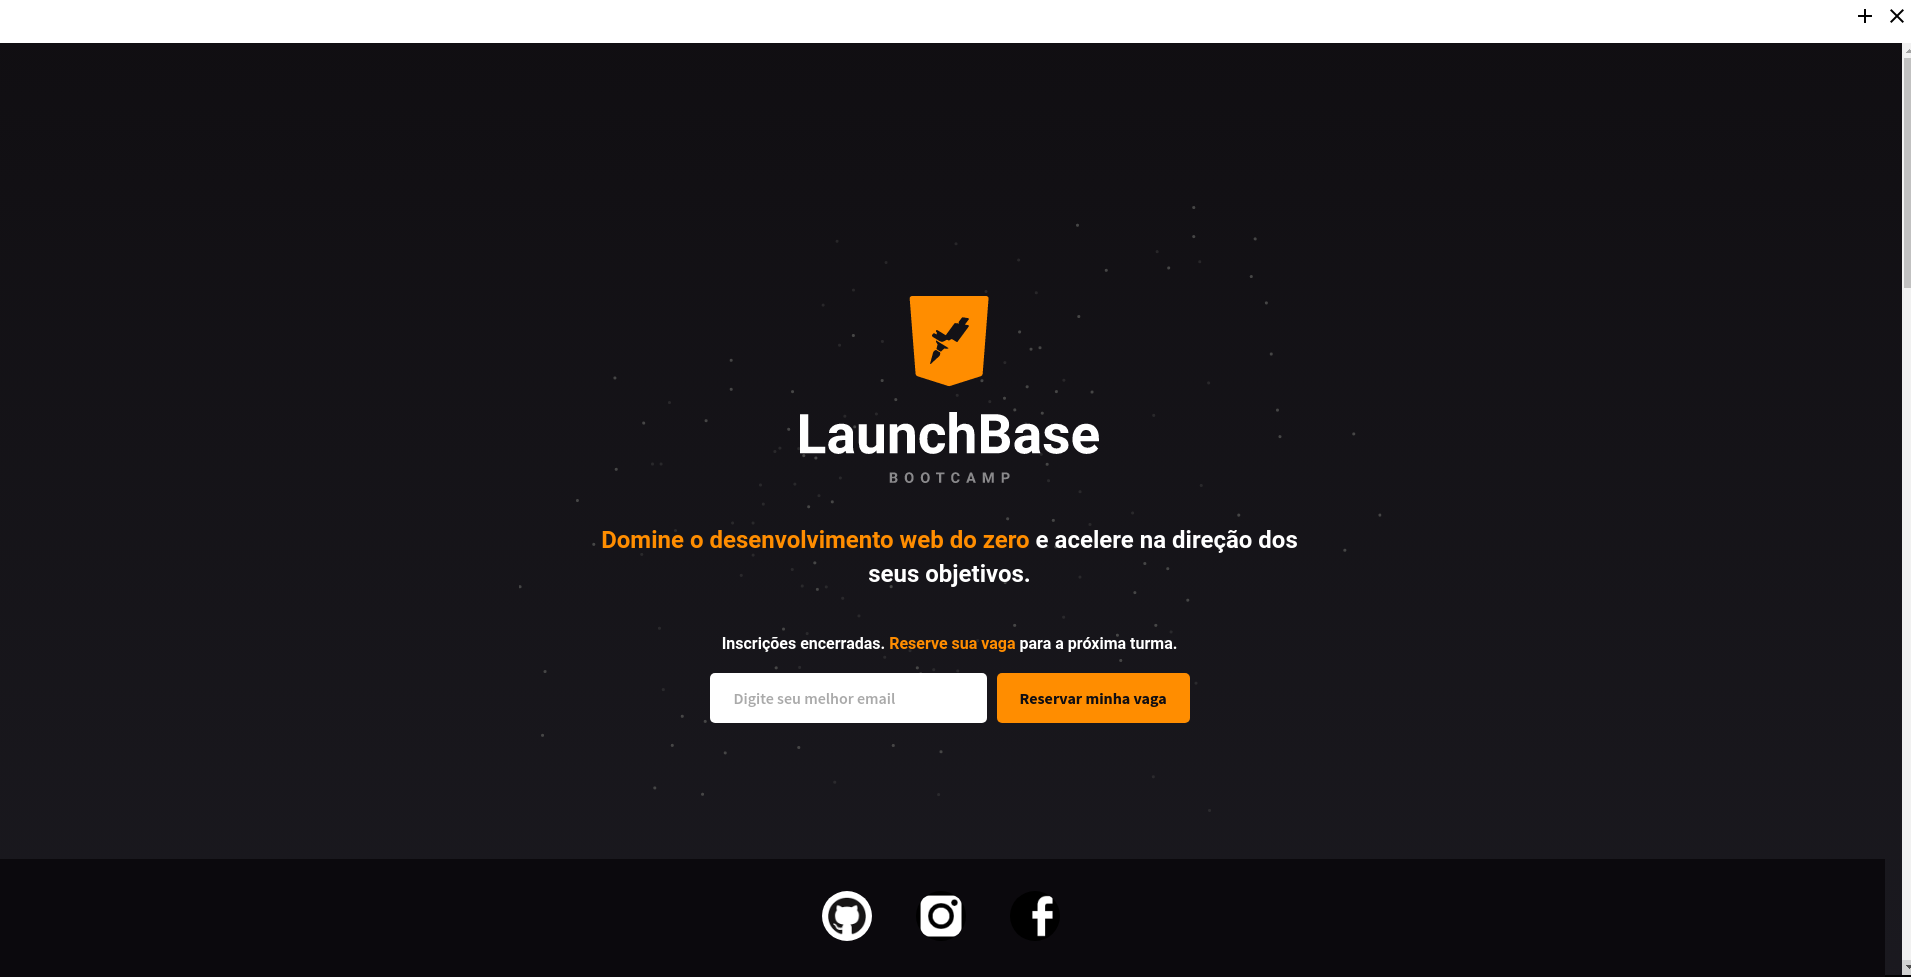 LaunchBase
BOOTCAMP
Domine o desenvolvimento web do zero e acelere na direção dos
seus objetivos.
Inscrições encerradas. Reserve sua vaga para a próxima turma.
Digite seu melhor email
Reservar minha vaga